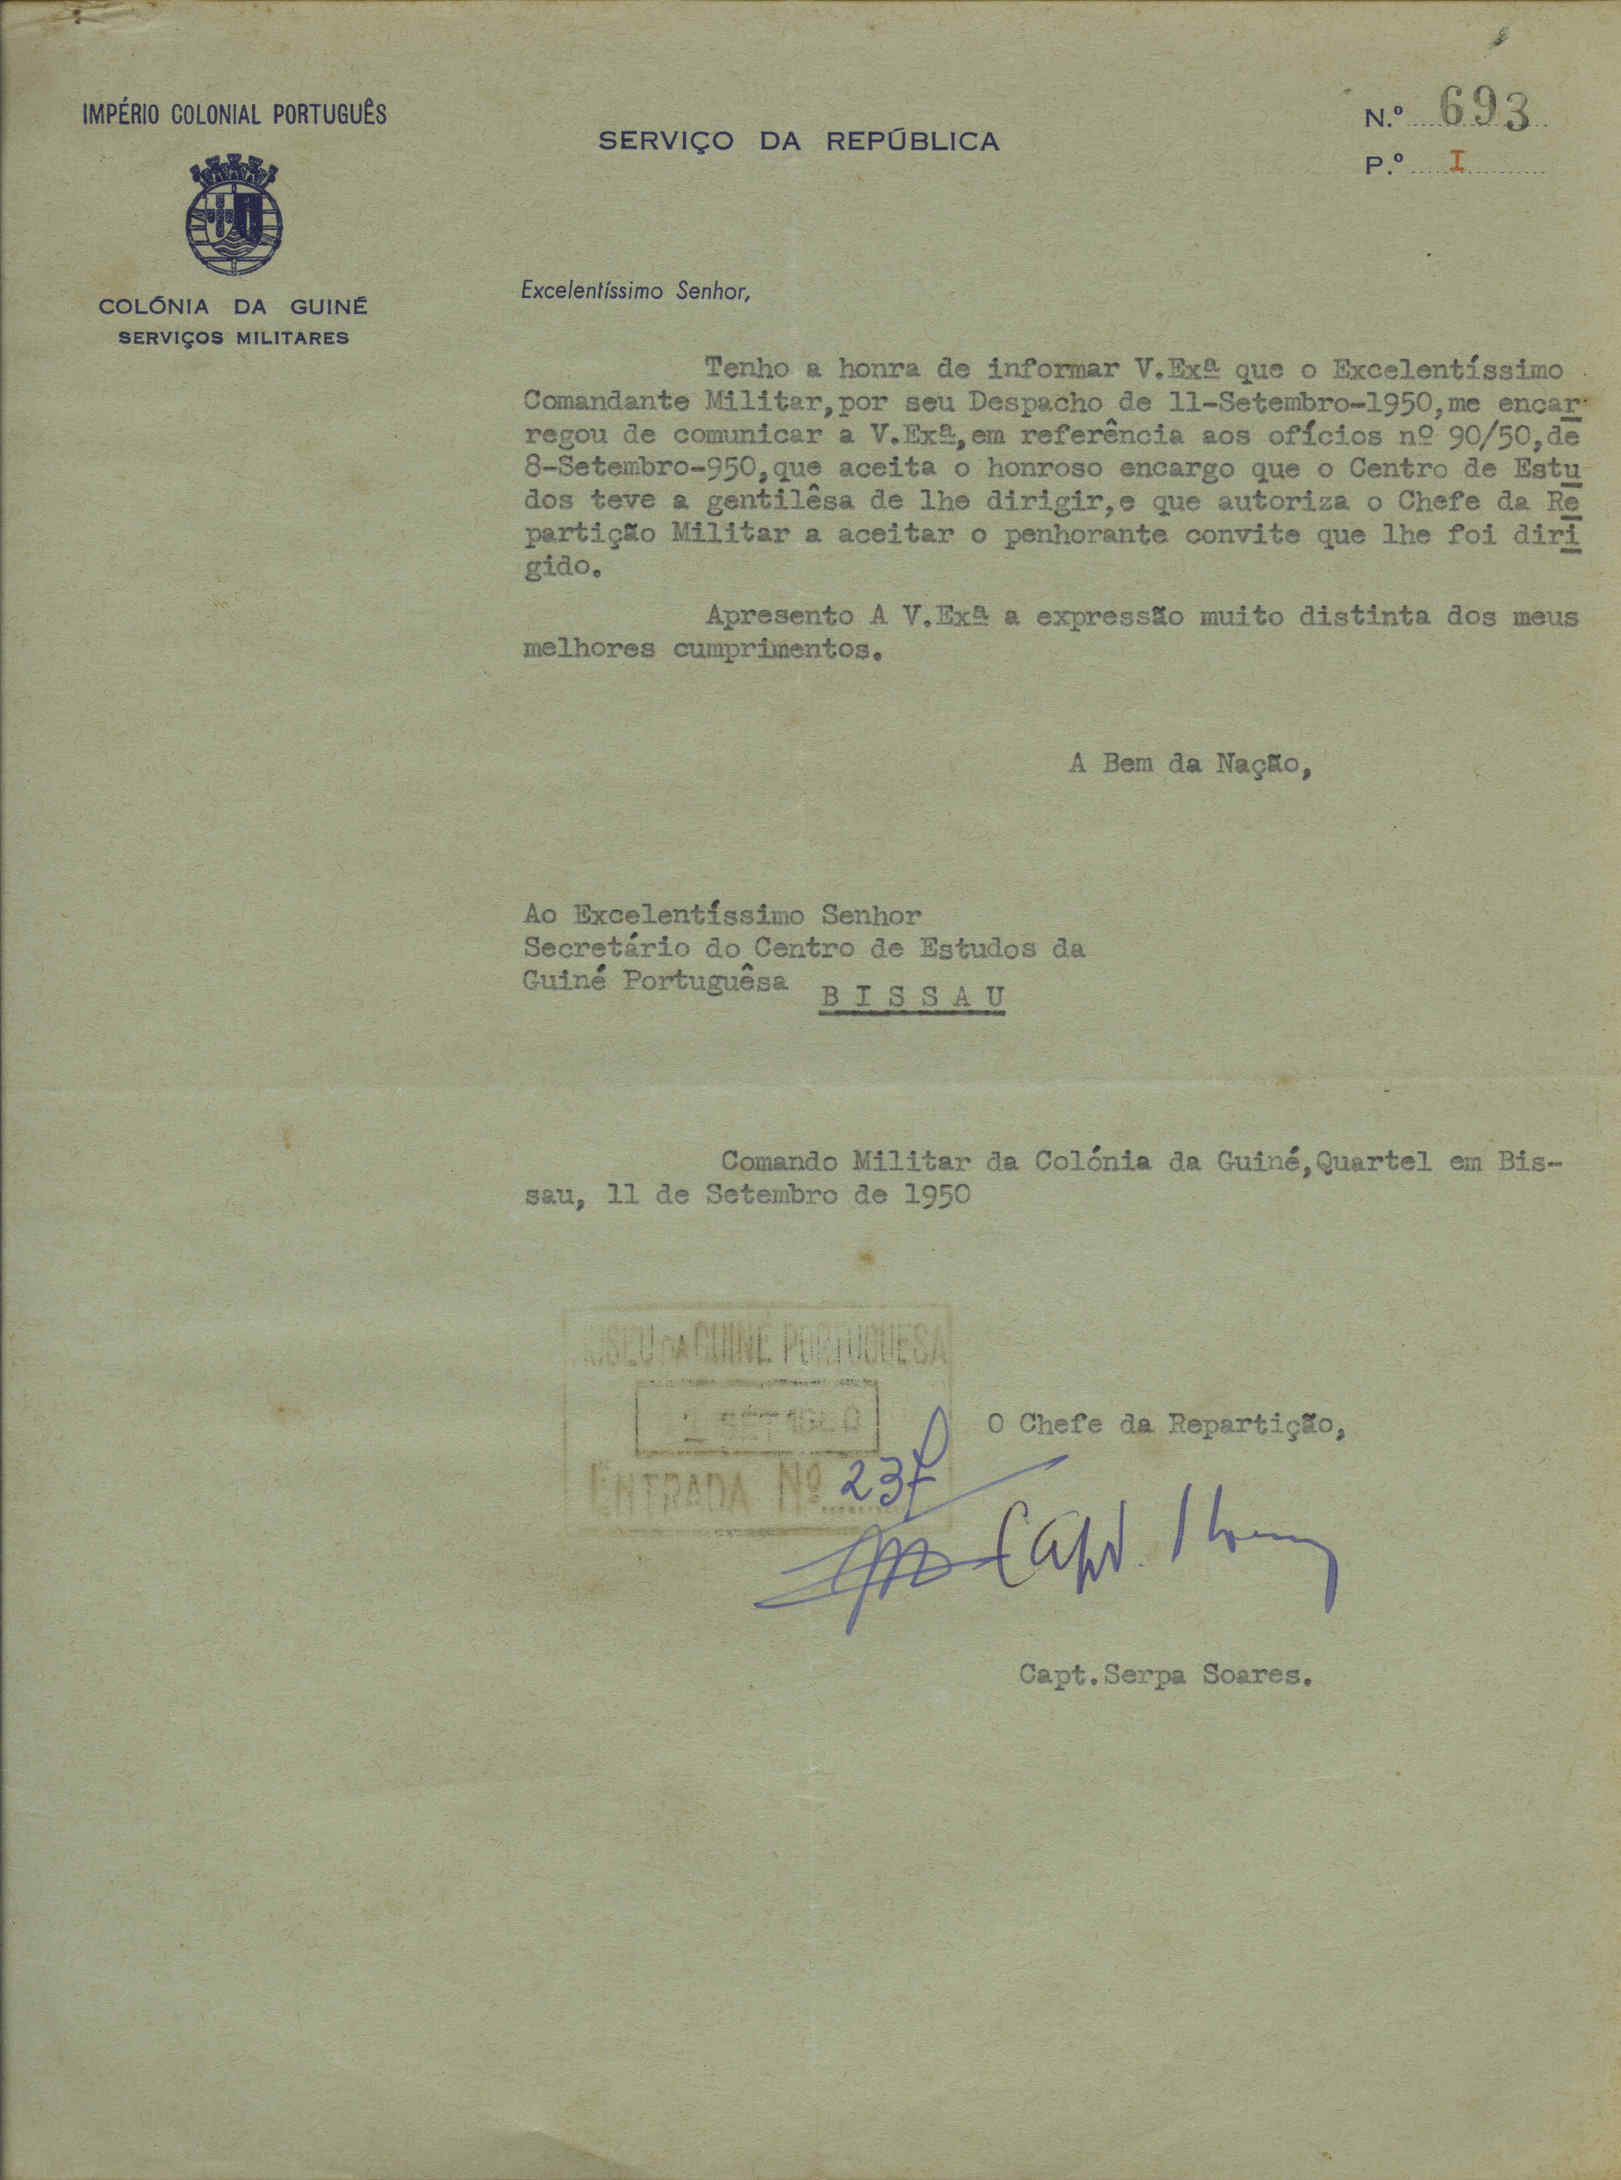 IMPÉRIO COLONIAL PORTUGUÊS
COLÓNIA DA GUINÉ
SERVIÇOS MILITARES
SERVIÇO DA REPÚBLICA
N.º 693
P.º I
Excelentíssimo Senhor,
Tenho a honra de informar V.Exª que o Excelentíssimo
Comandante Militar,por seu Despacho de 11-Setembro-1950,me encar
regou de comunicar a V.Exª,em referência aos ofícios nº 90/50,de
8-Setembro-950,que aceita o honroso encargo que o Centro de Estu
dos teve a gentilêsa de lhe dirigir,e que autoriza o Chefe da Re
partição Militar a aceitar o penhorante convite que lhe foi diri
gido.
Apresento A V.Exª a expressão muito distinta dos meus
melhores cumprimentos.
A Bem da Nação,
Ao Excelentíssimo Senhor
Secretário do Centro de Estudos da
Guiné Portuguêsa
BISSAU
Comando Militar da Colónia da Guiné,Quartel em Bis-
sau, 11 de Setembro de 1950
MUSEU DA GUINÉ PORTUGUESA
ENTRADA Nº 237
O Chefe da Repartição,
Capt.
Capt.Serpa Soares.